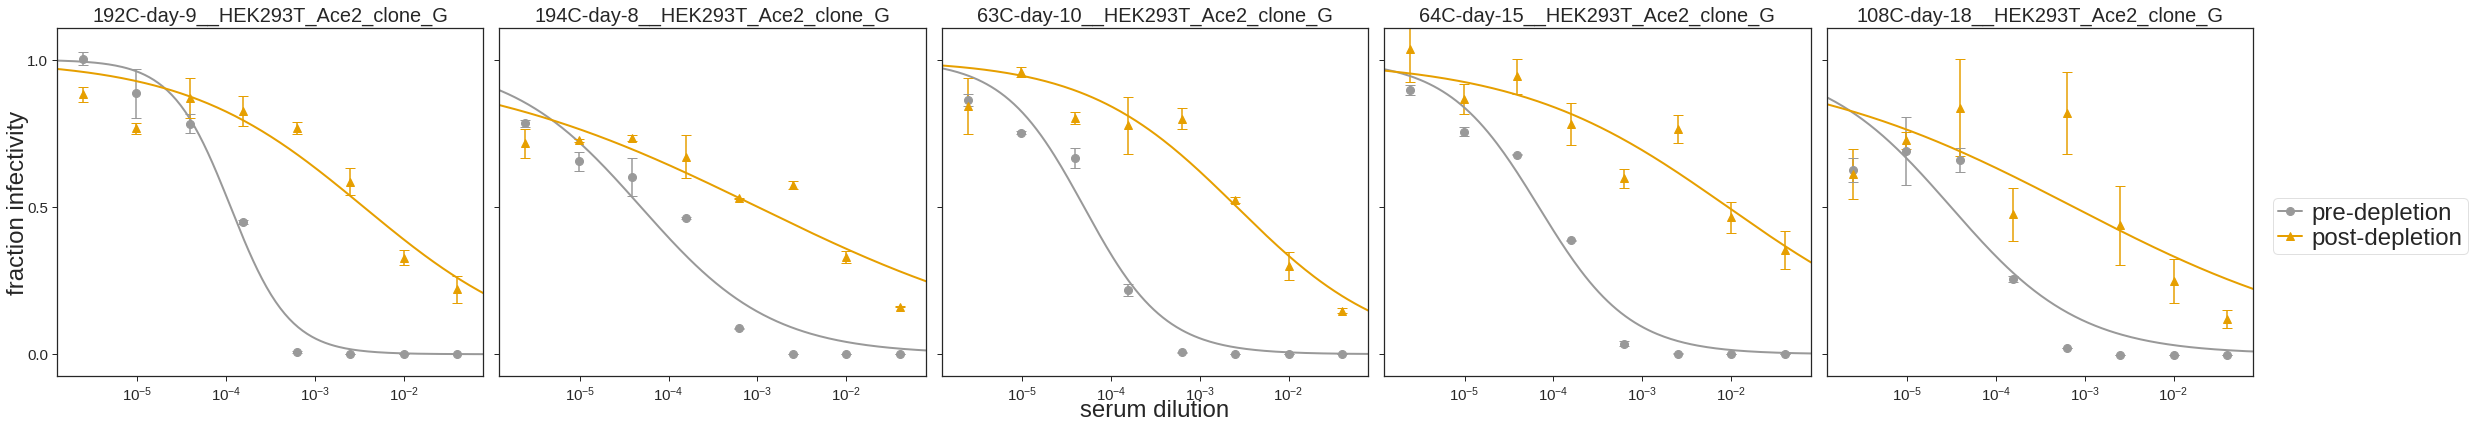 192C-day-9__HEK293T_Ace2_clone_G
194C-day-8__HEK293T_Ace2_clone_G
63C-day-10__HEK293T_Ace2_clone_G
64C-day-15__HEK293T_Ace2_clone_G
108C-day-18__HEK293T_Ace2_clone_G
fraction infectivity
1.0
0.5
0.0
10⁻⁵ 10⁻⁴ 10⁻³ 10⁻²
10⁻⁵ 10⁻⁴ 10⁻³ 10⁻²
10⁻⁵ 10⁻⁴ 10⁻³ 10⁻²
10⁻⁵ 10⁻⁴ 10⁻³ 10⁻²
10⁻⁵ 10⁻⁴ 10⁻³ 10⁻²
serum dilution
pre-depletion
post-depletion